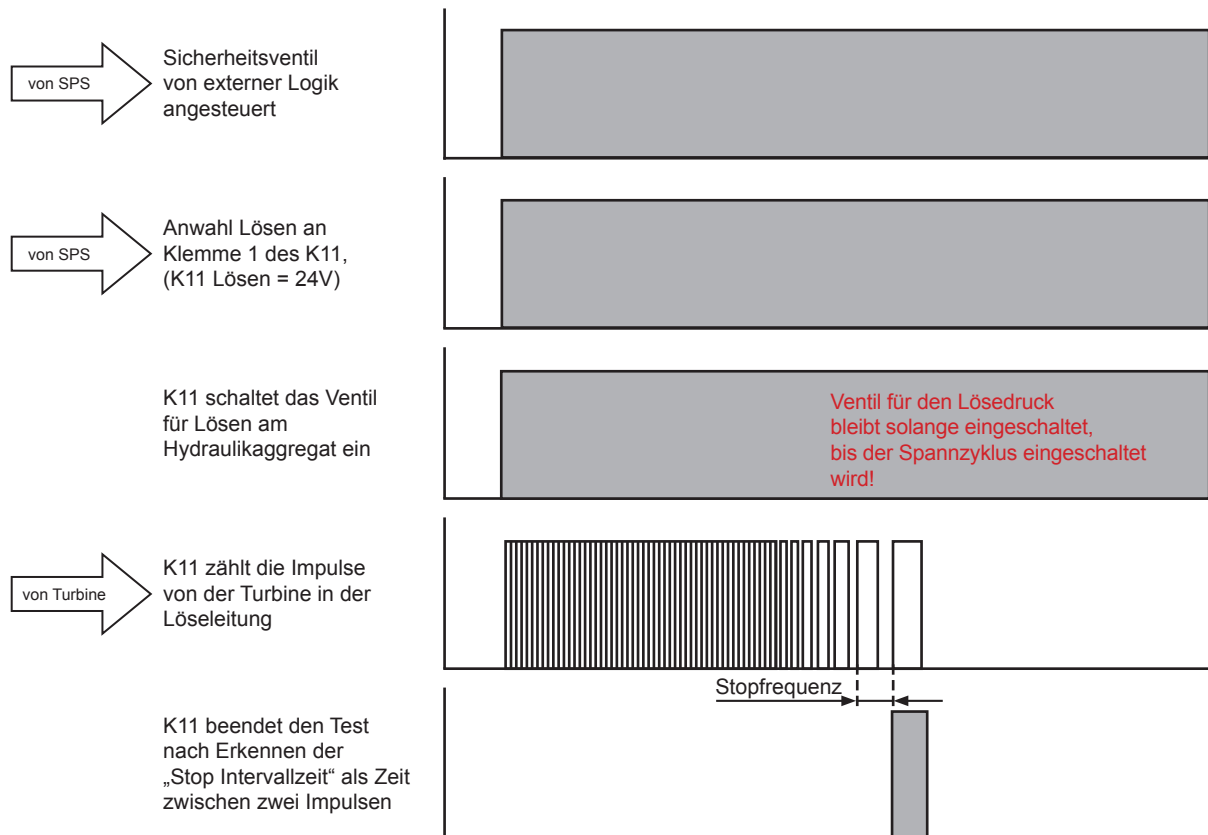 von SPS
Sicherheitsventil
von externer Logik
angesteuert
von SPS
Anwahl Lösen an
Klemme 1 des K11,
(K11 Lösen = 24V)
K11 schaltet das Ventil
für Lösen am
Hydraulikaggregat ein
Ventil für den Lösedruck
bleibt solange eingeschaltet,
bis der Spannzyklus eingeschaltet
wird!
von Turbine
K11 zählt die Impulse
von der Turbine in der
Löseleitung
Stopfrequenz
K11 beendet den Test
nach Erkennen der
„Stop Intervallzeit“ als Zeit
zwischen zwei Impulsen